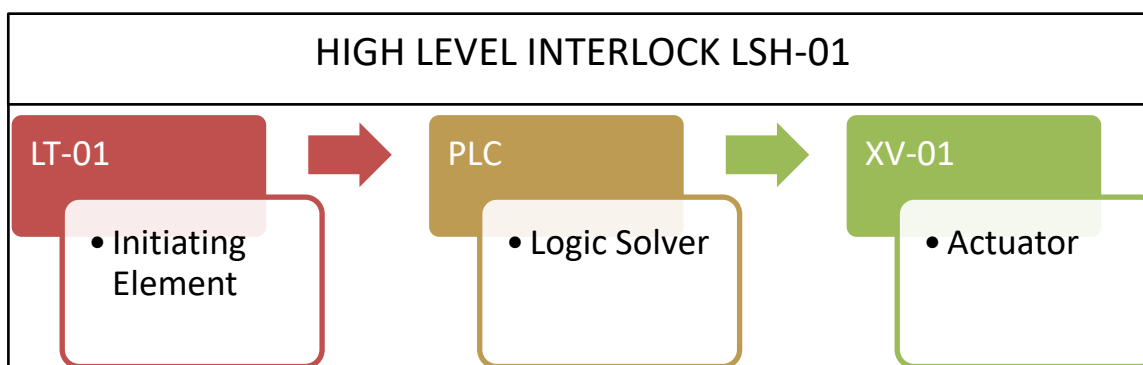 HIGH LEVEL INTERLOCK LSH-01
LT-01
• Initiating
Element
PLC
• Logic Solver
XV-01
• Actuator